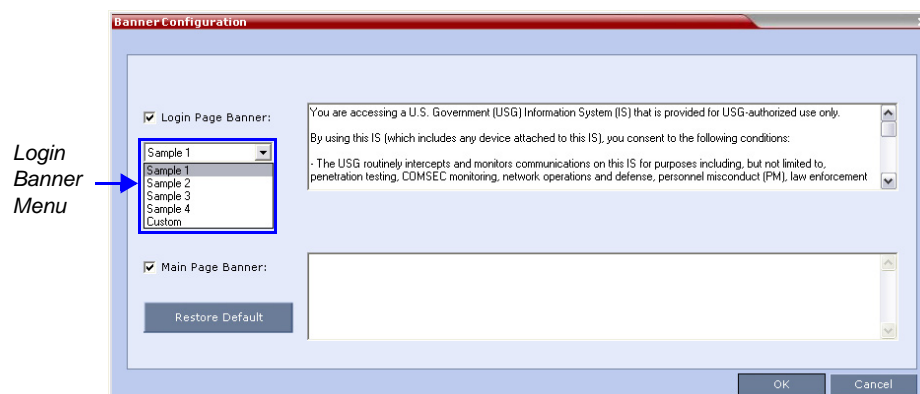 Banner Configuration
Login Page Banner:
You are accessing a U.S. Government (USG) Information System (IS) that is provided for USG-authorized use only.
By using this IS (which includes any device attached to this IS), you consent to the following conditions:
- The USG routinely intercepts and monitors communications on this IS for purposes including, but not limited to,
penetration testing, COMSEC monitoring, network operations and defense, personnel misconduct (PM), law enforcement
Login
Banner
Menu
Sample 1
Sample 1
Sample 2
Sample 3
Sample 4
Custom
Main Page Banner:
Restore Default
OK
Cancel